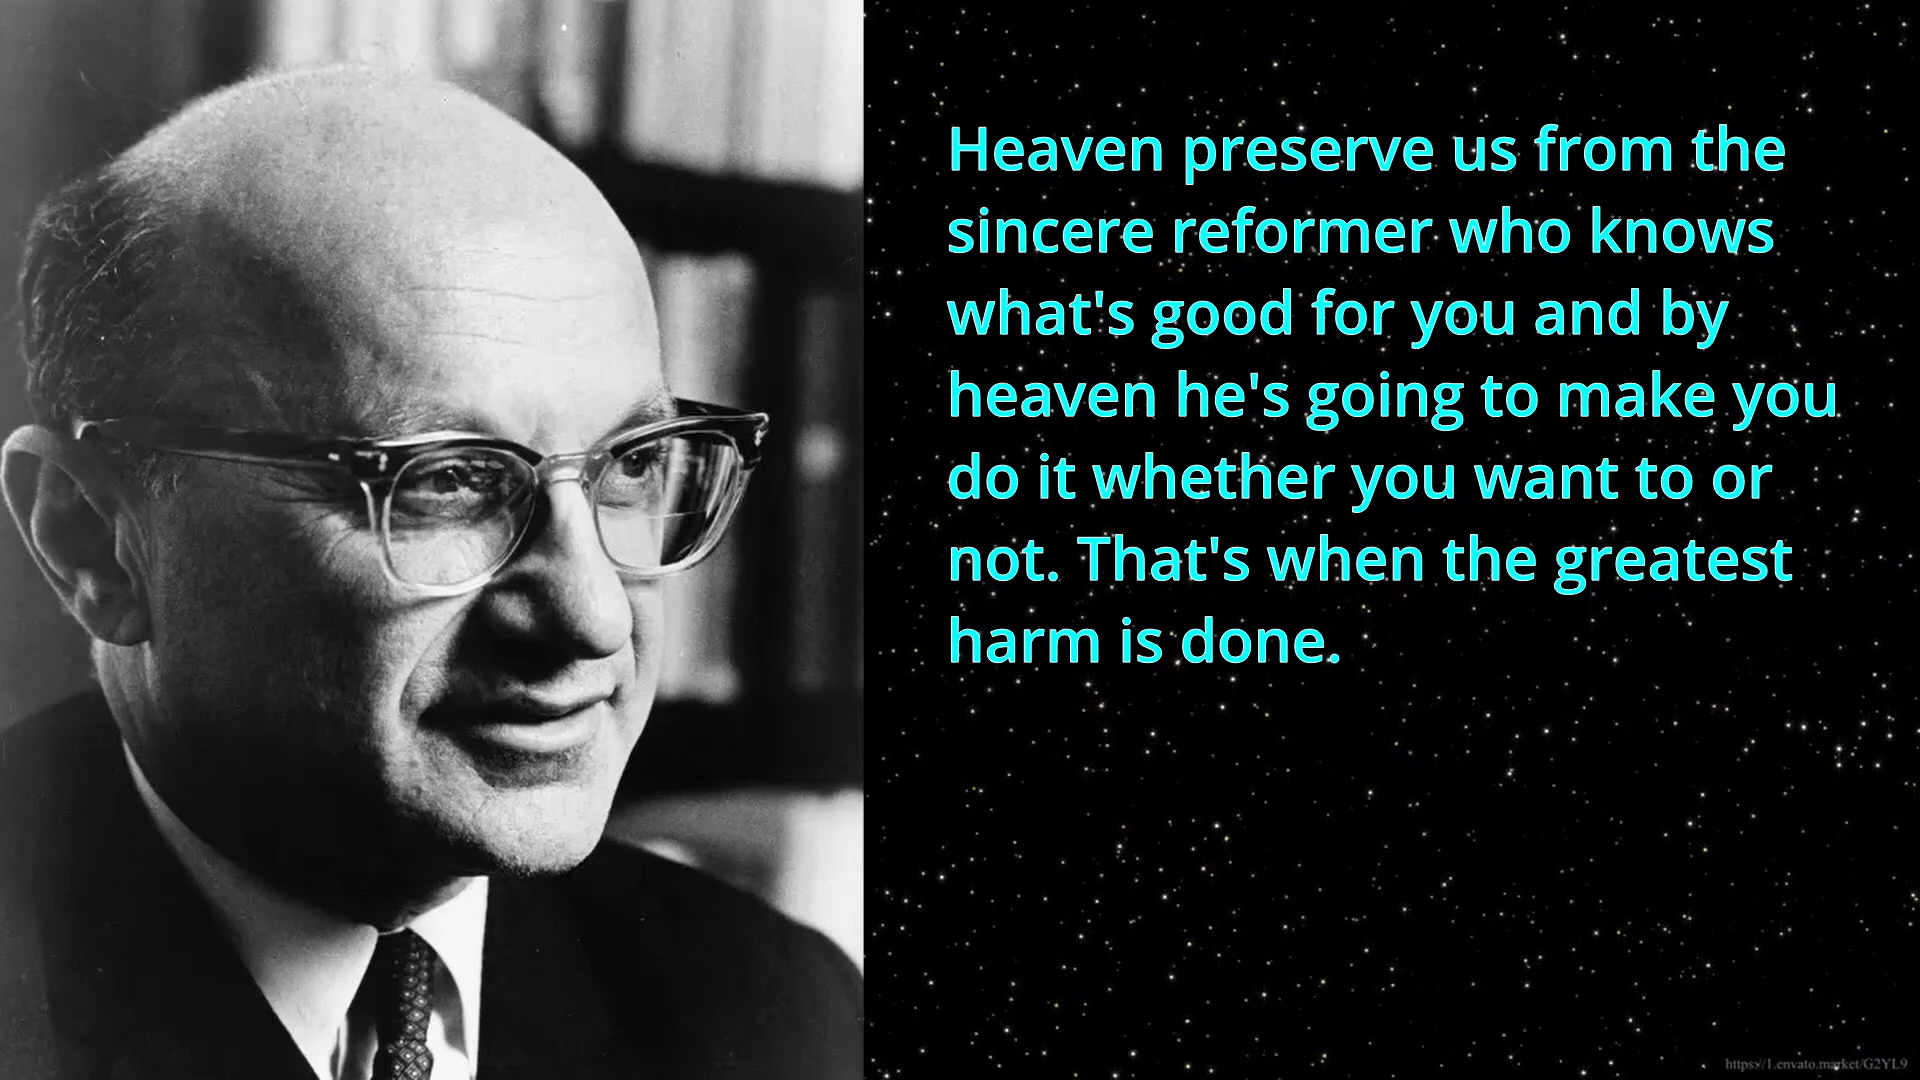 Heaven preserve us from the
sincere reformer who knows
what's good for you and by
heaven he's going to make you
do it whether you want to or
not. That's when the greatest
harm is done.
https://1.envato.market/G2YL9